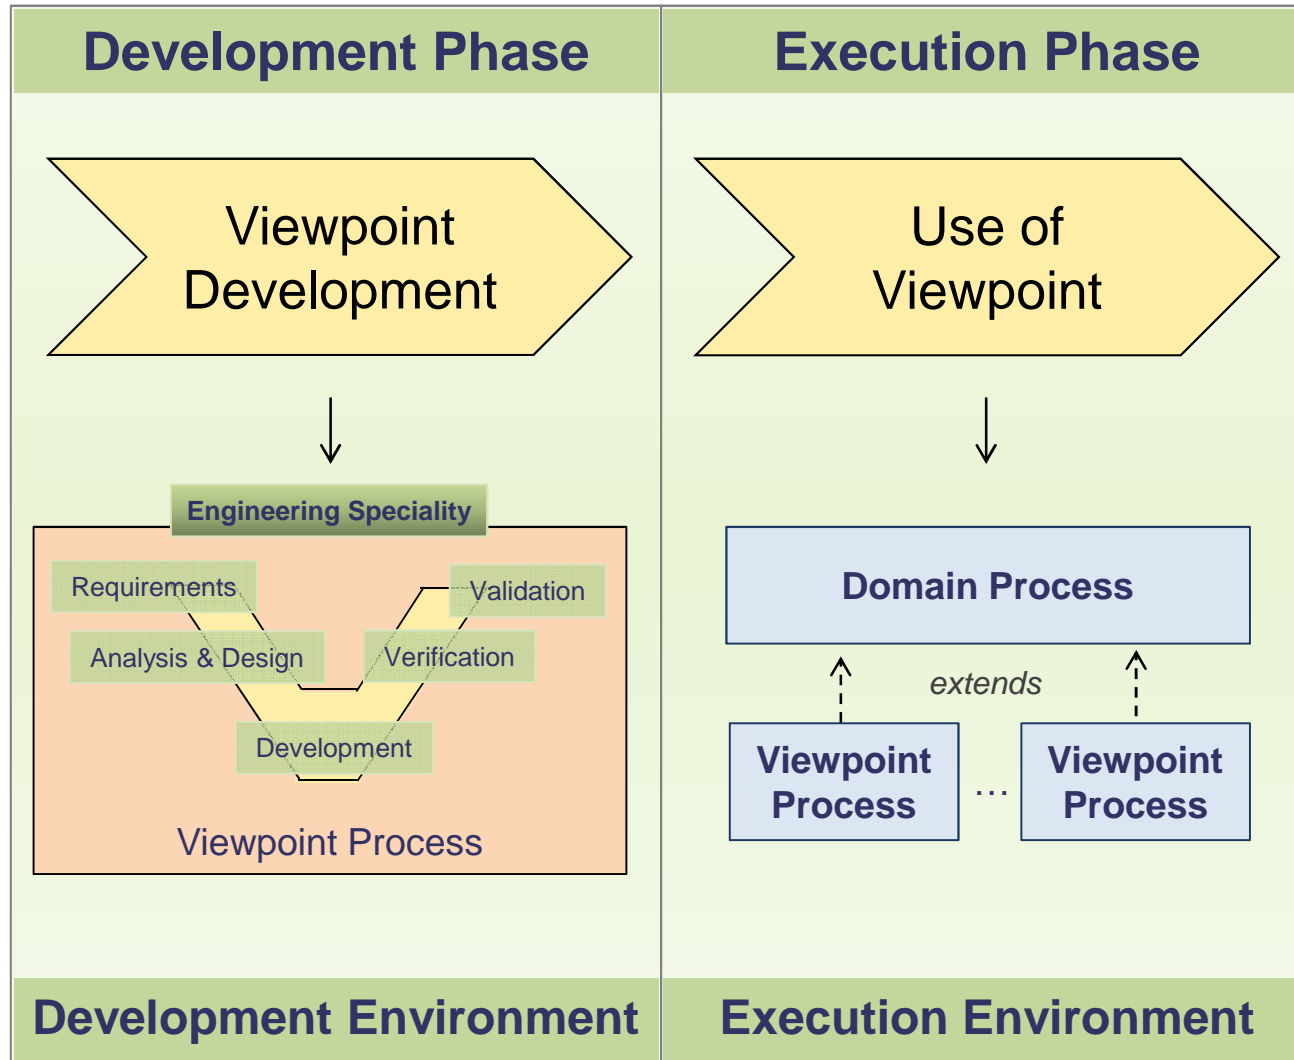 Development Phase
Execution Phase
Viewpoint
Development
Use of
Viewpoint
Engineering Speciality
Requirements
Validation
Analysis & Design
Verification
Development
Viewpoint Process
Domain Process
extends
Viewpoint
Process
...
Viewpoint
Process
Development Environment
Execution Environment